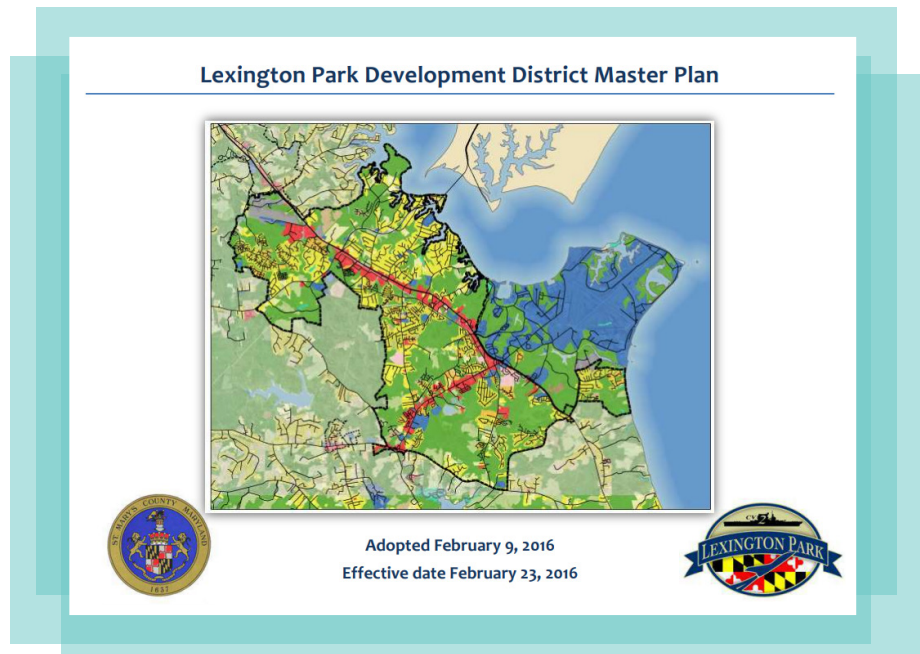 Lexington Park Development District Master Plan
Adopted February 9, 2016
Effective date February 23, 2016
ST MARY'S COUNTY MARYLAND
1637
LEXINGTON PARK